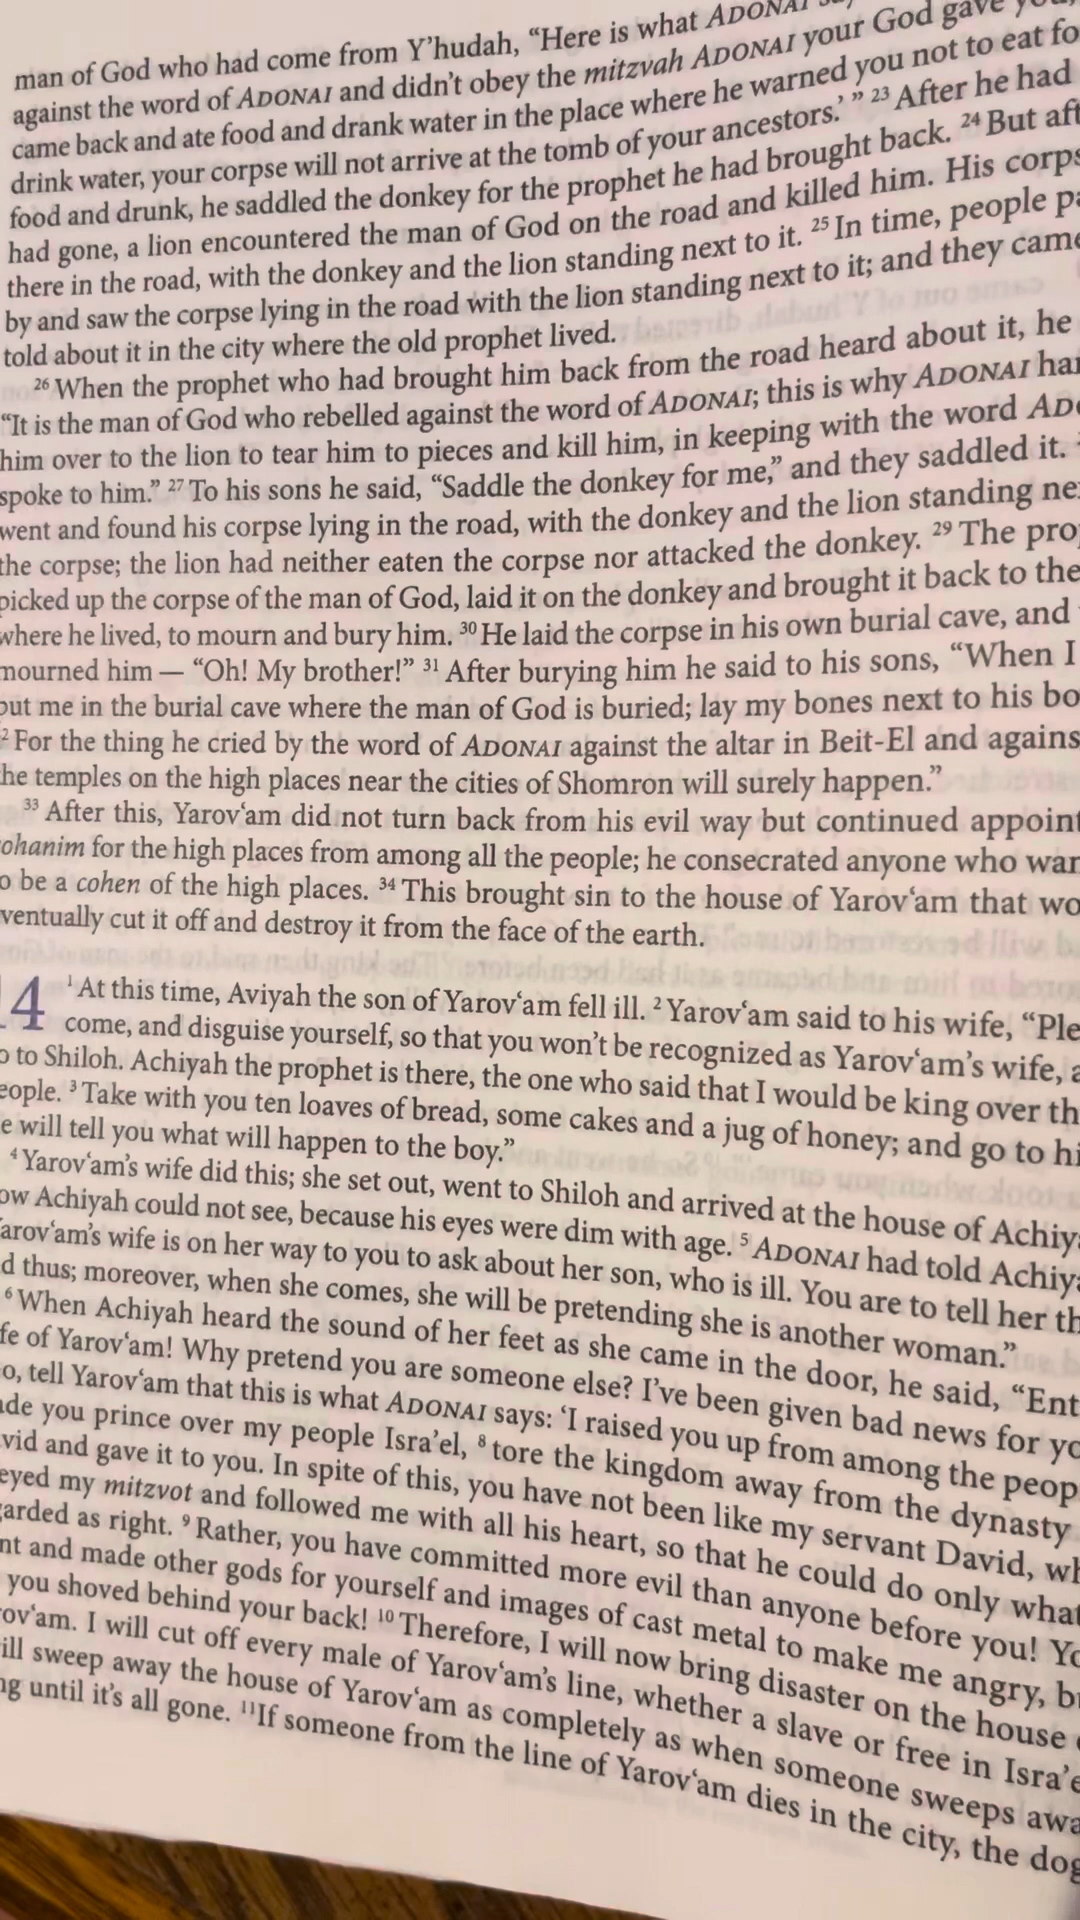 man of God who had come from Y’hudah, “Here is what ADONAI
against the word of ADONAI and didn’t obey the mitzvah ADONAI your God gave you,
came back and ate food and drank water in the place where he warned you not to eat fo
drink water, your corpse will not arrive at the tomb of your ancestors.’ ” 23 After he had
food and drunk, he saddled the donkey for the prophet he had brought back. 24 But aft
had gone, a lion encountered the man of God on the road and killed him. His corps
there in the road, with the donkey and the lion standing next to it. 25 In time, people pa
by and saw the corpse lying in the road with the lion standing next to it; and they came
told about it in the city where the old prophet lived.
26 When the prophet who had brought him back from the road heard about it, he
“It is the man of God who rebelled against the word of ADONAI; this is why ADONAI han
him over to the lion to tear him to pieces and kill him, in keeping with the word ADO
spoke to him.” 27 To his sons he said, “Saddle the donkey for me,” and they saddled it.
went and found his corpse lying in the road, with the donkey and the lion standing nex
the corpse; the lion had neither eaten the corpse nor attacked the donkey. 29 The prop
picked up the corpse of the man of God, laid it on the donkey and brought it back to the
where he lived, to mourn and bury him. 30 He laid the corpse in his own burial cave, and
mourned him — “Oh! My brother!” 31 After burying him he said to his sons, “When I
put me in the burial cave where the man of God is buried; lay my bones next to his bo
2 For the thing he cried by the word of ADONAI against the altar in Beit-El and agains
he temples on the high places near the cities of Shomron will surely happen.”
33 After this, Yarov‘am did not turn back from his evil way but continued appoint
ohanim for the high places from among all the people; he consecrated anyone who wan
o be a cohen of the high places. 34 This brought sin to the house of Yarov‘am that wo
ventually cut it off and destroy it from the face of the earth.
14 1 At this time, Aviyah the son of Yarov‘am fell ill. 2 Yarov‘am said to his wife, “Ple
come, and disguise yourself, so that you won’t be recognized as Yarov‘am’s wife, a
o to Shiloh. Achiyah the prophet is there, the one who said that I would be king over th
eople. 3 Take with you ten loaves of bread, some cakes and a jug of honey; and go to hi
e will tell you what will happen to the boy.”
4 Yarov‘am’s wife did this; she set out, went to Shiloh and arrived at the house of Achiya
ow Achiyah could not see, because his eyes were dim with age. 5 ADONAI had told Achiya
arov‘am’s wife is on her way to you to ask about her son, who is ill. You are to tell her th
d thus; moreover, when she comes, she will be pretending she is another woman.”
6 When Achiyah heard the sound of her feet as she came in the door, he said, “Ent
fe of Yarov‘am! Why pretend you are someone else? I’ve been given bad news for yo
o, tell Yarov‘am that this is what ADONAI says: ‘I raised you up from among the peop
ade you prince over my people Isra’el, 8 tore the kingdom away from the dynasty
vid and gave it to you. In spite of this, you have not been like my servant David, wh
eyed my mitzvot and followed me with all his heart, so that he could do only what
arded as right. 9 Rather, you have committed more evil than anyone before you! Yo
nt and made other gods for yourself and images of cast metal to make me angry, bu
you shoved behind your back! 10 Therefore, I will now bring disaster on the house
ov‘am. I will cut off every male of Yarov‘am’s line, whether a slave or free in Isra’e
ill sweep away the house of Yarov‘am as completely as when someone sweeps awa
ng until it’s all gone. 11 If someone from the line of Yarov‘am dies in the city, the dog